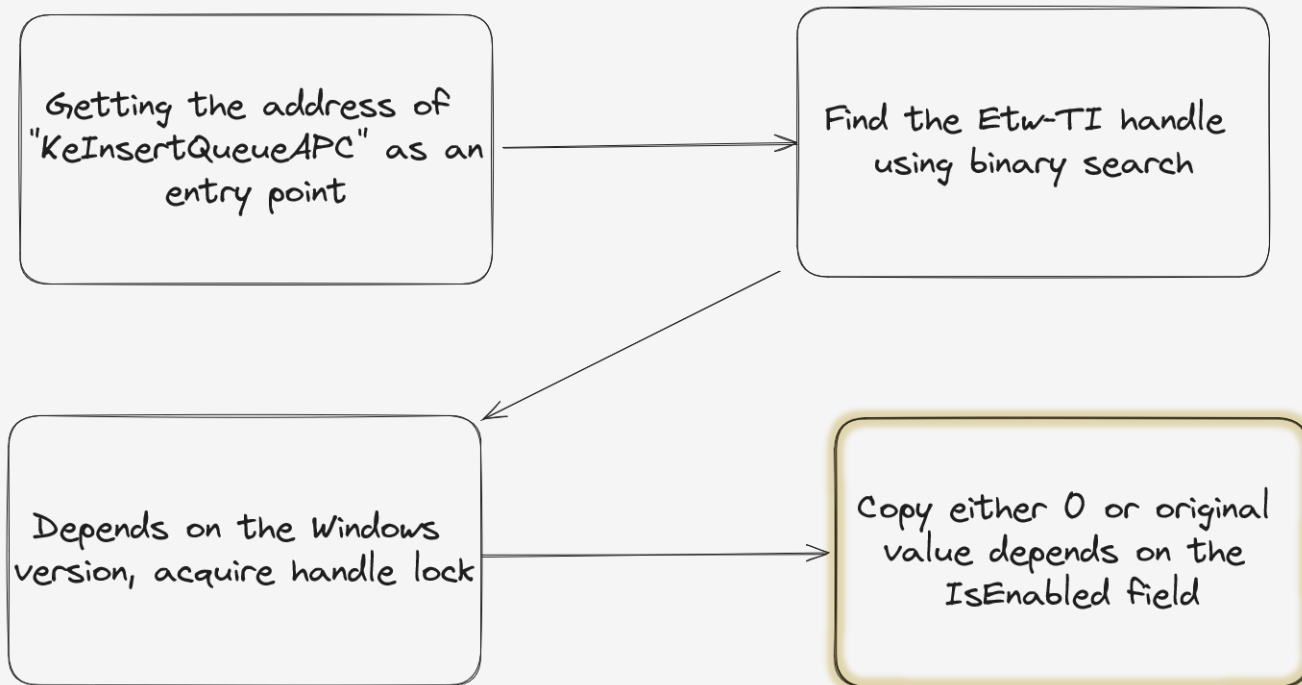 Getting the address of
"KeInsertQueueAPC" as an
entry point
Find the Etw-TI handle
using binary search
Depends on the Windows
version, acquire handle lock
Copy either 0 or original
value depends on the
IsEnabled field